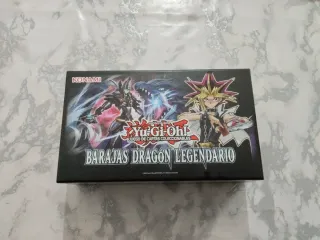 KONAMI
Yu-Gi-Oh!
JUEGO DE CARTAS COLECCIONABLES
BARAJAS DRAGÓN LEGENDARIO